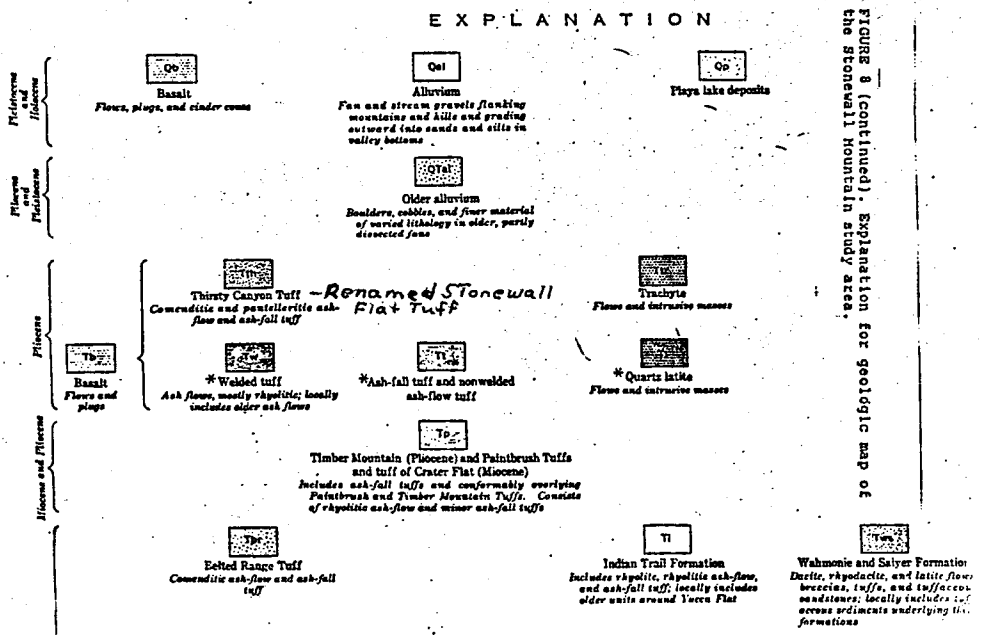 EXPLANATION
FIGURE 8 (continued). Explanation for geologic map of
the Stonewall Mountain study area.
Pleistocene
and
Holocene
Qb
Basalt
Flows, plugs, and cinder cones
Qal
Alluvium
Fan and stream gravels flanking
mountains and hills and grading
outward into sands and silts in
valley bottoms
Qp
Playa lake deposits
Pliocene
and
Pleistocene
QTal
Older alluvium
Boulders, cobbles, and finer material
of varied lithology in older, partly
dissected fans
Pliocene
Tb
Basalt
Flows and
plugs
Tth
Thirsty Canyon Tuff - Renamed Stonewall
Flat Tuff
Comenditic and pantelleritic ash-
flow and ash-fall tuff
Trachyte
Flows and intrusive masses
Tw
*Welded tuff
Ash flows, mostly rhyolitic; locally
includes older ash flows
Tt
*Ash-fall tuff and nonwelded
ash-flow tuff
*Quartz latite
Flows and intrusive masses
Miocene and Pliocene
Tp
Timber Mountain (Pliocene) and Paintbrush Tuffs
and tuff of Crater Flat (Miocene)
Includes ash-fall tuffs and conformably overlying
Paintbrush and Timber Mountain Tuffs. Consists
of rhyolitic ash-flow and minor ash-fall tuffs
Tbr
Belted Range Tuff
Comenditic ash-flow and ash-fall
tuff
Ti
Indian Trail Formation
Includes rhyolite, rhyolitic ash-flow,
and ash-fall tuff; locally includes
older units around Yucca Flat
Tws
Wahmonie and Salyer Formation
Dacite, rhyodacite, and latite flows
breccias, tuffs, and tuffaceou
sandstones; locally includes tuf
aceous sediments underlying the
formations